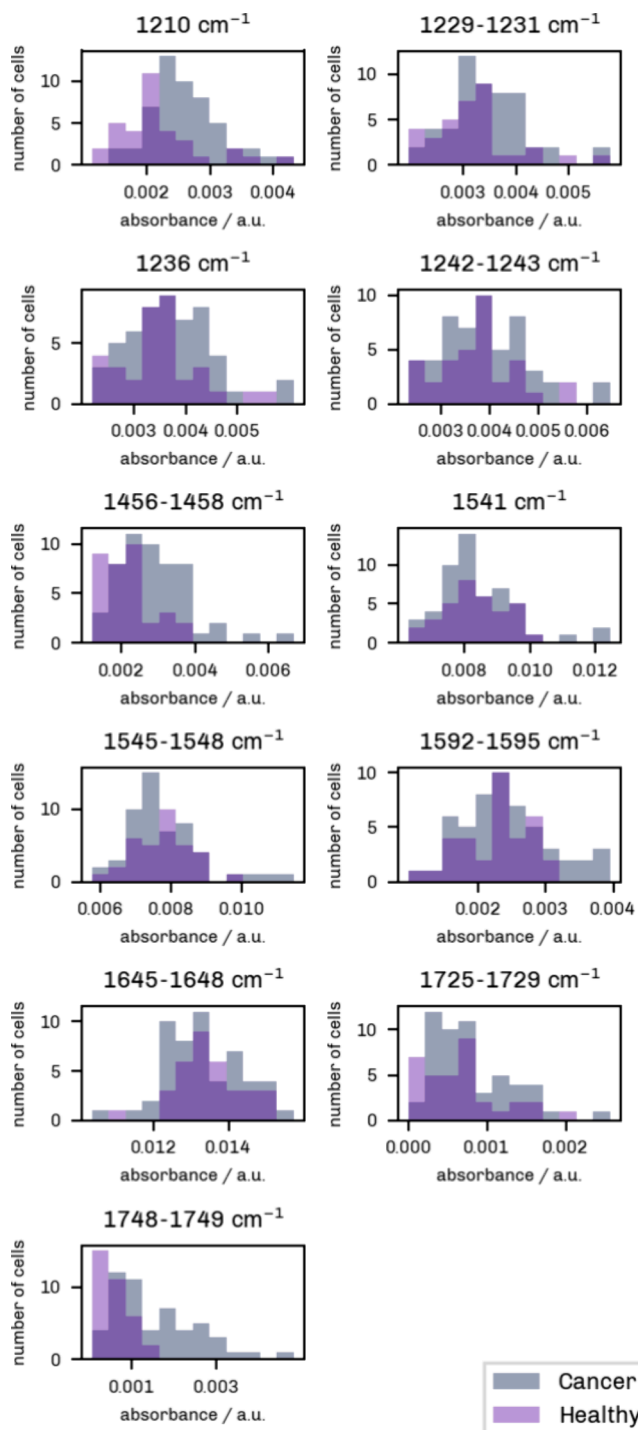 1210 cm⁻¹
number of cells
10
5
0
0.002 0.003 0.004
absorbance / a.u.
1229-1231 cm⁻¹
number of cells
10
5
0
0.003 0.004 0.005
absorbance / a.u.
1236 cm⁻¹
number of cells
5
0
0.003 0.004 0.005
absorbance / a.u.
1242-1243 cm⁻¹
number of cells
10
5
0
0.003 0.004 0.005 0.006
absorbance / a.u.
1456-1458 cm⁻¹
number of cells
10
5
0
0.002 0.004 0.006
absorbance / a.u.
1541 cm⁻¹
number of cells
10
5
0
0.008 0.010 0.012
absorbance / a.u.
1545-1548 cm⁻¹
number of cells
10
0
0.006 0.008 0.010
absorbance / a.u.
1592-1595 cm⁻¹
number of cells
10
5
0
0.002 0.003 0.004
absorbance / a.u.
1645-1648 cm⁻¹
number of cells
10
5
0
0.012 0.014
absorbance / a.u.
1725-1729 cm⁻¹
number of cells
10
5
0
0.000 0.001 0.002
absorbance / a.u.
1748-1749 cm⁻¹
number of cells
10
0
0.001 0.003
absorbance / a.u.
Cancer
Healthy